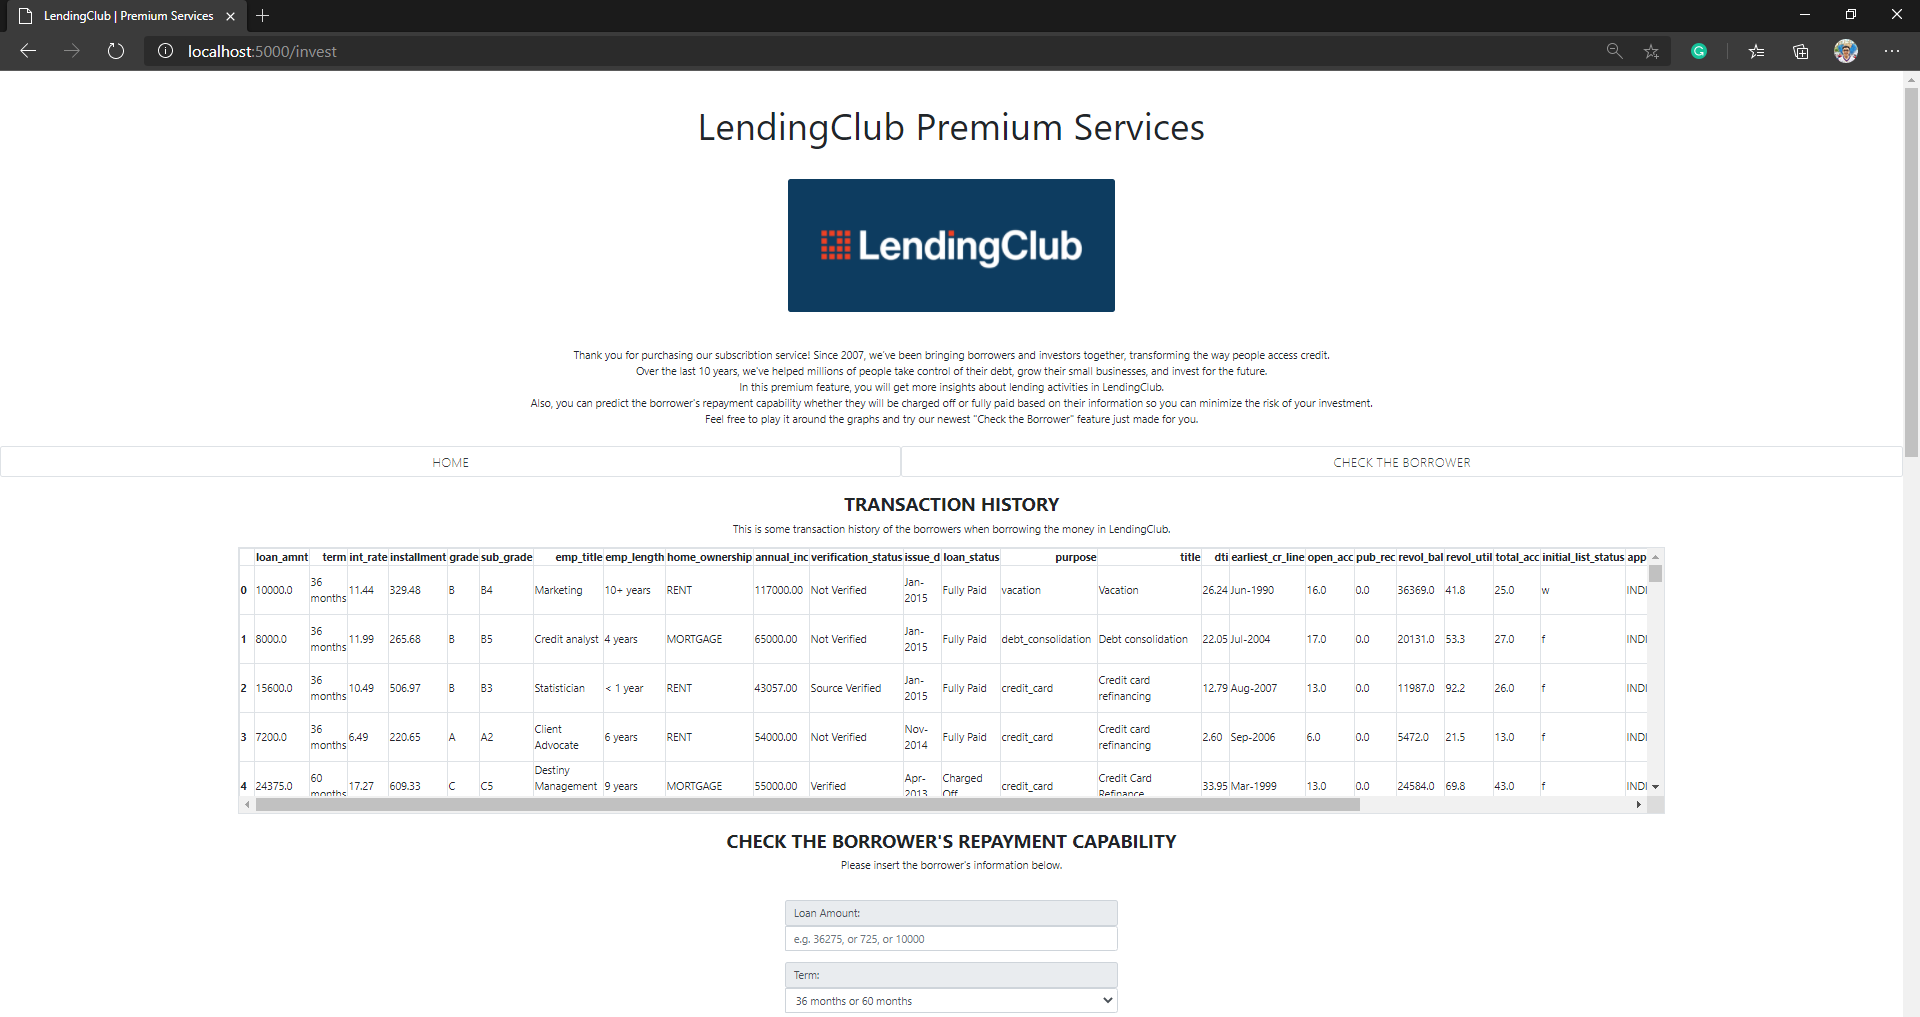 LendingClub | Premium Services
localhost:5000/invest
LendingClub Premium Services
LendingClub
Thank you for purchasing our subscribtion service! Since 2007, we've been bringing borrowers and investors together, transforming the way people access credit.
Over the last 10 years, we've helped millions of people take control of their debt, grow their small businesses, and invest for the future.
In this premium feature, you will get more insights about lending activities in LendingClub.
Also, you can predict the borrower's repayment capability whether they will be charged off or fully paid based on their information so you can minimize the risk of your investment.
Feel free to play it around the graphs and try our newest "Check the Borrower" feature just made for you.
HOME CHECK THE BORROWER
TRANSACTION HISTORY
This is some transaction history of the borrowers when borrowing the money in LendingClub.
loan_amnt term int_rate installment grade sub_grade emp_title emp_length home_ownership annual_inc verification_status issue_d loan_status purpose title dti earliest_cr_line open_acc pub_rec revol_bal revol_util total_acc initial_list_status app
0 10000.0 36 months 11.44 329.48 B B4 Marketing 10+ years RENT 117000.00 Not Verified Jan-2015 Fully Paid vacation Vacation 26.24 Jun-1990 16.0 0.0 36369.0 41.8 25.0 w INDI
1 8000.0 36 months 11.99 265.68 B B5 Credit analyst 4 years MORTGAGE 65000.00 Not Verified Jan-2015 Fully Paid debt_consolidation Debt consolidation 22.05 Jul-2004 17.0 0.0 20131.0 53.3 27.0 f INDI
2 15600.0 36 months 10.49 506.97 B B3 Statistician < 1 year RENT 43057.00 Source Verified Jan-2015 Fully Paid credit_card Credit card refinancing 12.79 Aug-2007 13.0 0.0 11987.0 92.2 26.0 f INDI
3 7200.0 36 months 6.49 220.65 A A2 Client Advocate 6 years RENT 54000.00 Not Verified Nov-2014 Fully Paid credit_card Credit card refinancing 2.60 Sep-2006 6.0 0.0 5472.0 21.5 13.0 f INDI
4 24375.0 60 months 17.27 609.33 C C5 Destiny Management 9 years MORTGAGE 55000.00 Verified Apr-2013 Charged Off credit_card Credit Card Refinance 33.95 Mar-1999 13.0 0.0 24584.0 69.8 43.0 f INDI
CHECK THE BORROWER'S REPAYMENT CAPABILITY
Please insert the borrower's information below.
Loan Amount:
e.g. 36275, or 725, or 10000
Term:
36 months or 60 months